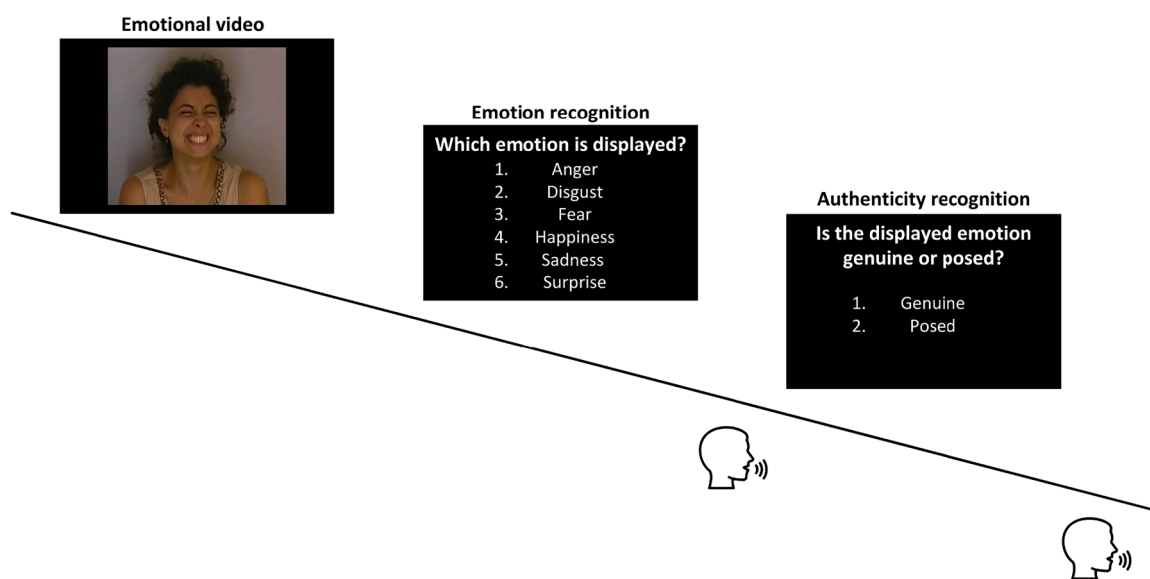 Emotional video
Emotion recognition
Which emotion is displayed?
1. Anger
2. Disgust
3. Fear
4. Happiness
5. Sadness
6. Surprise
Authenticity recognition
Is the displayed emotion
genuine or posed?
1. Genuine
2. Posed